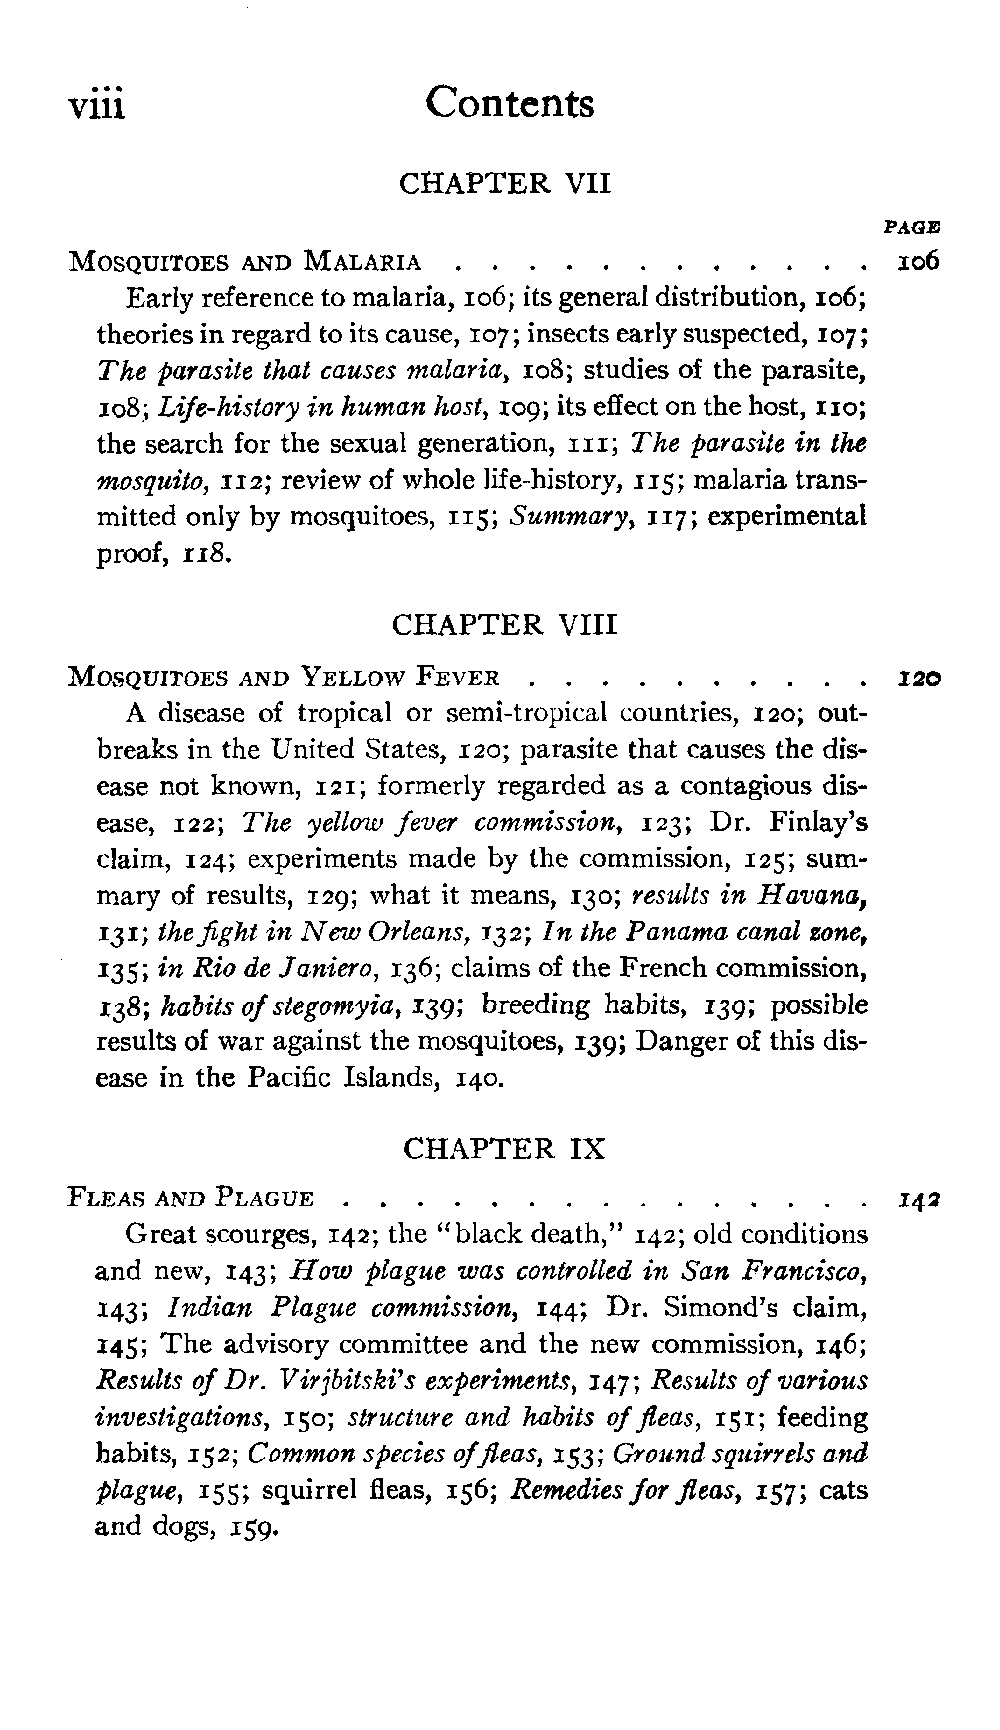 viii Contents
CHAPTER VII
PAGE
MOSQUITOES AND MALARIA . . . . . . . . . . . . 106
Early reference to malaria, 106; its general distribution, 106;
theories in regard to its cause, 107; insects early suspected, 107;
The parasite that causes malaria, 108; studies of the parasite,
108; Life-history in human host, 109; its effect on the host, 110;
the search for the sexual generation, 111; The parasite in the
mosquito, 112; review of whole life-history, 115; malaria trans-
mitted only by mosquitoes, 115; Summary, 117; experimental
proof, 118.
CHAPTER VIII
MOSQUITOES AND YELLOW FEVER . . . . . . . . . . 120
A disease of tropical or semi-tropical countries, 120; out-
breaks in the United States, 120; parasite that causes the dis-
ease not known, 121; formerly regarded as a contagious dis-
ease, 122; The yellow fever commission, 123; Dr. Finlay's
claim, 124; experiments made by the commission, 125; sum-
mary of results, 129; what it means, 130; results in Havana,
131; the fight in New Orleans, 132; In the Panama canal zone,
135; in Rio de Janiero, 136; claims of the French commission,
138; habits of stegomyia, 139; breeding habits, 139; possible
results of war against the mosquitoes, 139; Danger of this dis-
ease in the Pacific Islands, 140.
CHAPTER IX
FLEAS AND PLAGUE . . . . . . . . . . . . . . . 142
Great scourges, 142; the "black death," 142; old conditions
and new, 143; How plague was controlled in San Francisco,
143; Indian Plague commission, 144; Dr. Simond's claim,
145; The advisory committee and the new commission, 146;
Results of Dr. Virjbitski's experiments, 147; Results of various
investigations, 150; structure and habits of fleas, 151; feeding
habits, 152; Common species of fleas, 153; Ground squirrels and
plague, 155; squirrel fleas, 156; Remedies for fleas, 157; cats
and dogs, 159.